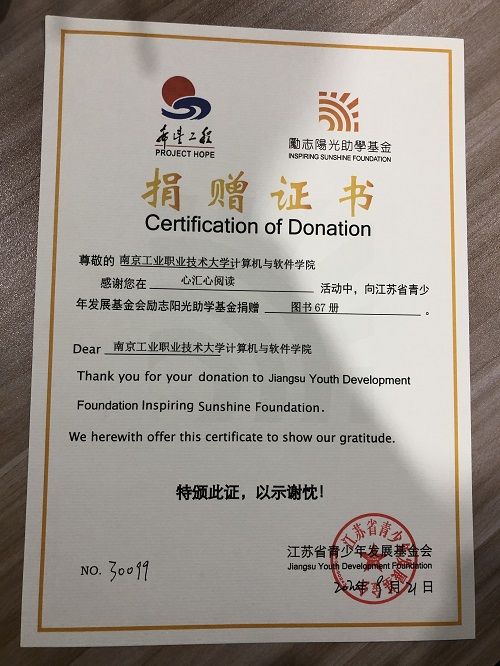 希望工程
PROJECT HOPE
勵志陽光助學基金
INSPIRING SUNSHINE FOUNDATION
捐赠证书
Certification of Donation
尊敬的 南京工业职业技术大学计算机与软件学院
感谢您在 心汇心阅读 活动中，向江苏省青少
年发展基金会励志阳光助学基金捐赠 图书 67 册 。
Dear 南京工业职业技术大学计算机与软件学院
Thank you for your donation to Jiangsu Youth Development
Foundation Inspiring Sunshine Foundation.
We herewith offer this certificate to show our gratitude.
特颁此证，以示谢忱！
江苏省青少年发展基金会
Jiangsu Youth Development Foundation
NO. 30099
月21日